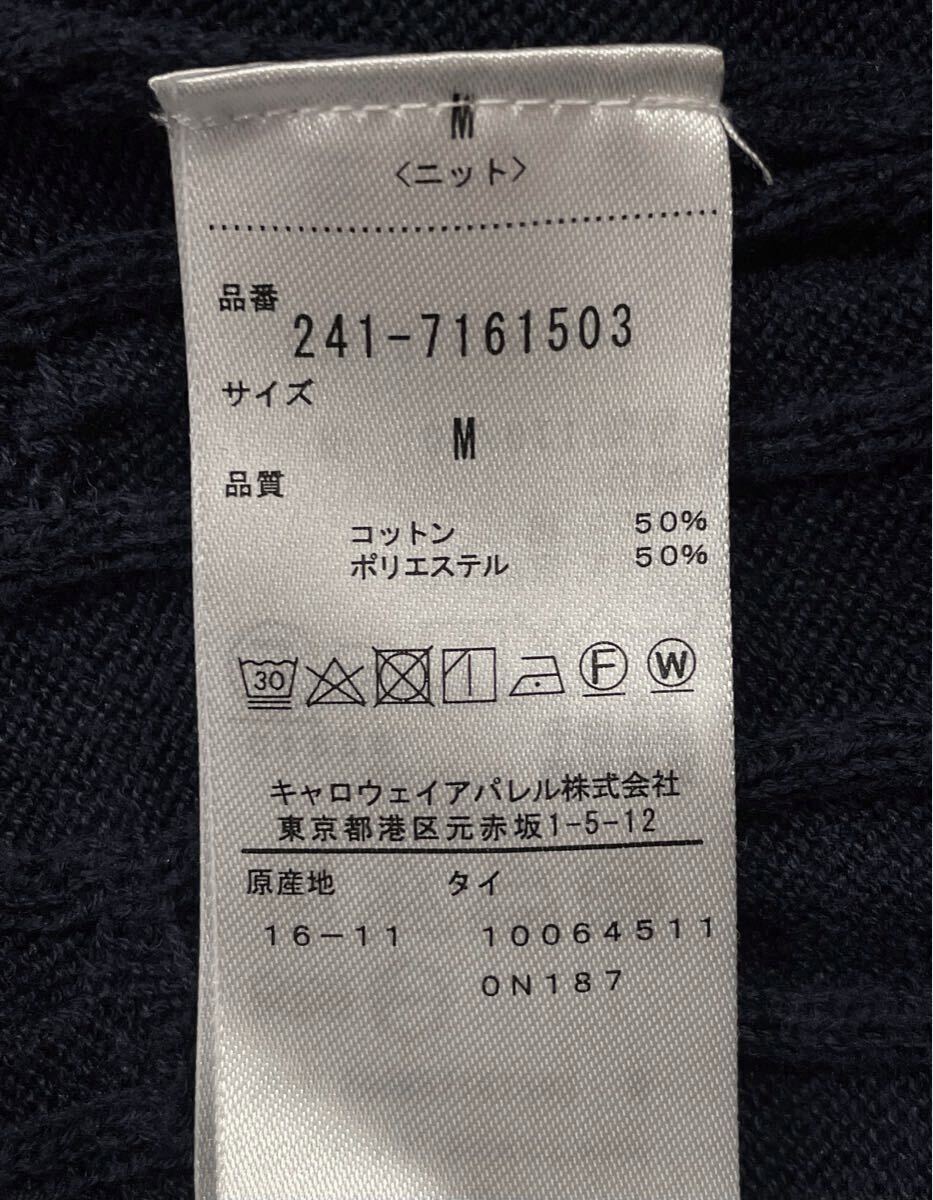 M
〈ニット〉
品番
241-7161503
サイズ
M
品質
コットン 50%
ポリエステル 50%
30 F W
キャロウェイアパレル株式会社
東京都港区元赤坂1-5-12
原産地 タイ
16-11 10064511
0N187